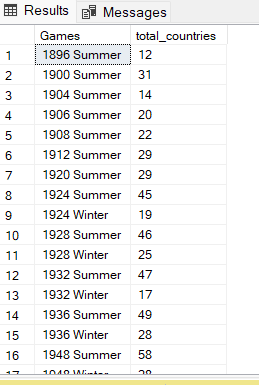 Results Messages
Games total_countries
1 1896 Summer 12
2 1900 Summer 31
3 1904 Summer 14
4 1906 Summer 20
5 1908 Summer 22
6 1912 Summer 29
7 1920 Summer 29
8 1924 Summer 45
9 1924 Winter 19
10 1928 Summer 46
11 1928 Winter 25
12 1932 Summer 47
13 1932 Winter 17
14 1936 Summer 49
15 1936 Winter 28
16 1948 Summer 58
17 1948 Winter 28